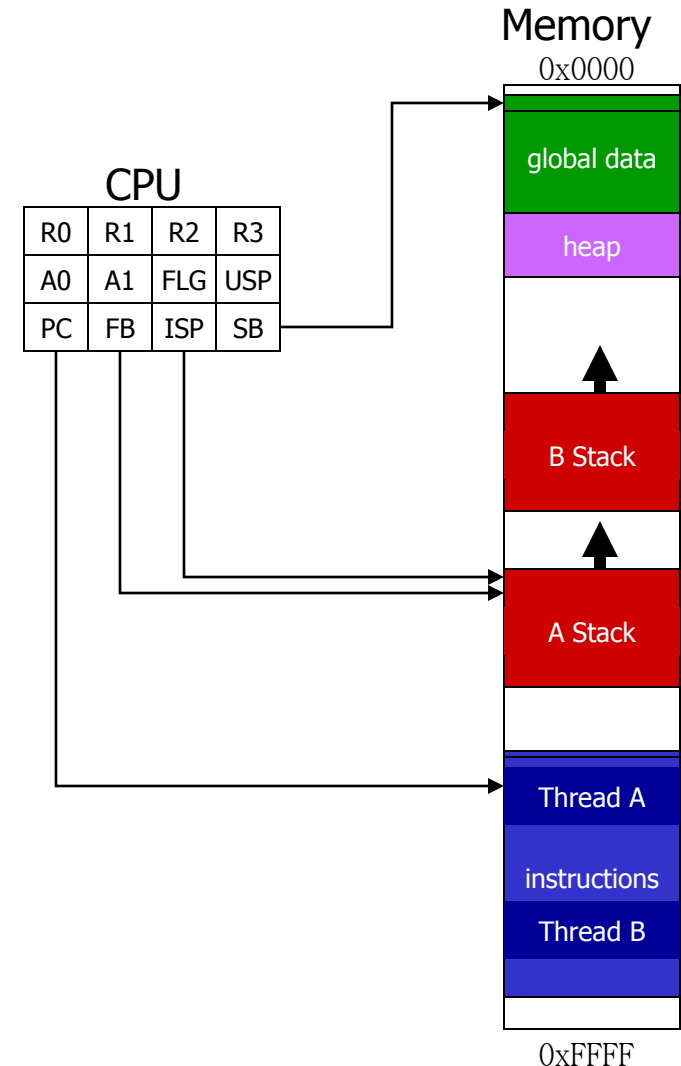 Memory
0x0000
global data
CPU
R0 R1 R2 R3
heap
A0 A1 FLG USP
PC FB ISP SB
B Stack
A Stack
Thread A
instructions
Thread B
0xFFFF